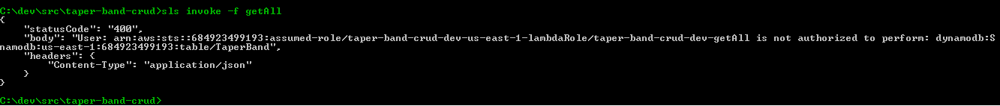 C:\dev\src\taper-band-crud>sls invoke -f getAll
{
    "statusCode": "400",
    "body": "User: arn:aws:sts::684923499193:assumed-role/taper-band-crud-dev-us-east-1-lambdaRole/taper-band-crud-dev-getAll is not authorized to perform: dynamodb:S
namodb:us-east-1:684923499193:table/TaperBand",
    "headers": {
        "Content-Type": "application/json"
    }
}
C:\dev\src\taper-band-crud>